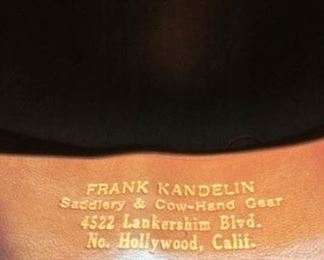 FRANK KANDELIN
Saddlery & Cow-Hand Gear
4522 Lankershim Blvd.
No. Hollywood, Calif.